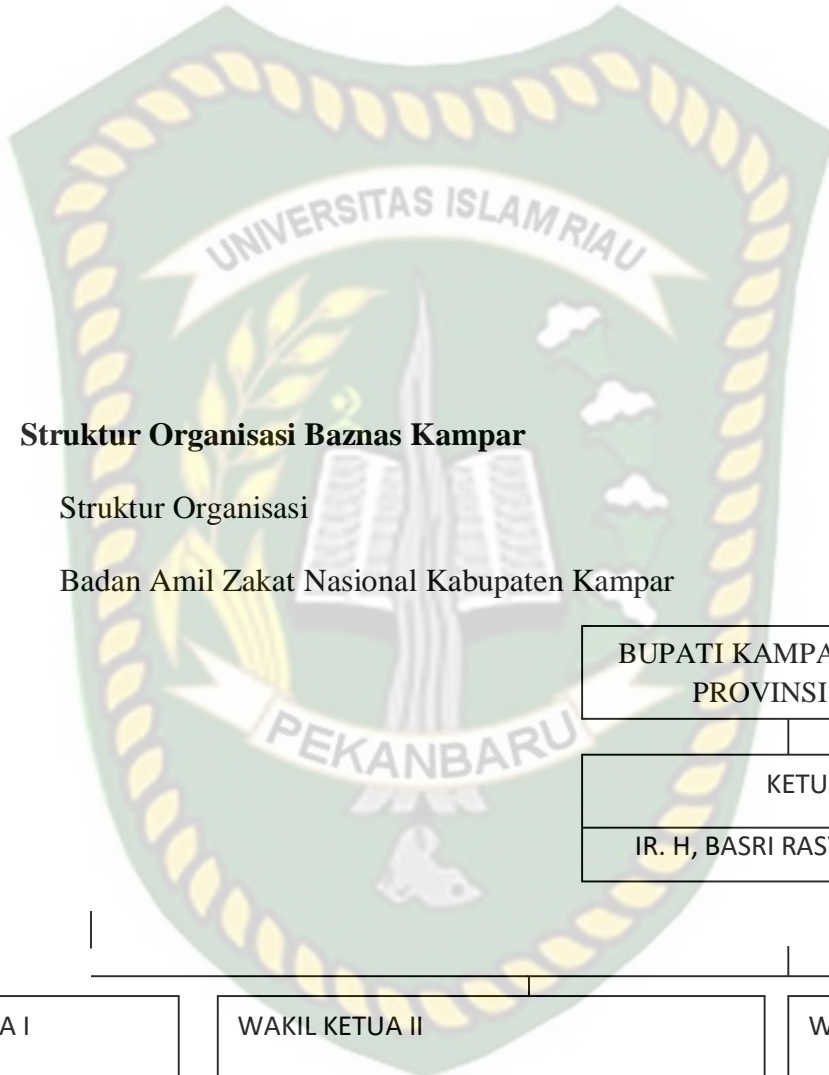 UNIVERSITAS ISLAM RIAU
Struktur Organisasi Baznas Kampar
Struktur Organisasi
Badan Amil Zakat Nasional Kabupaten Kampar
BUPATI KAMPA
PROVINSI
PEKANBARU
KETU
IR. H, BASRI RAS
A I
WAKIL KETUA II
W